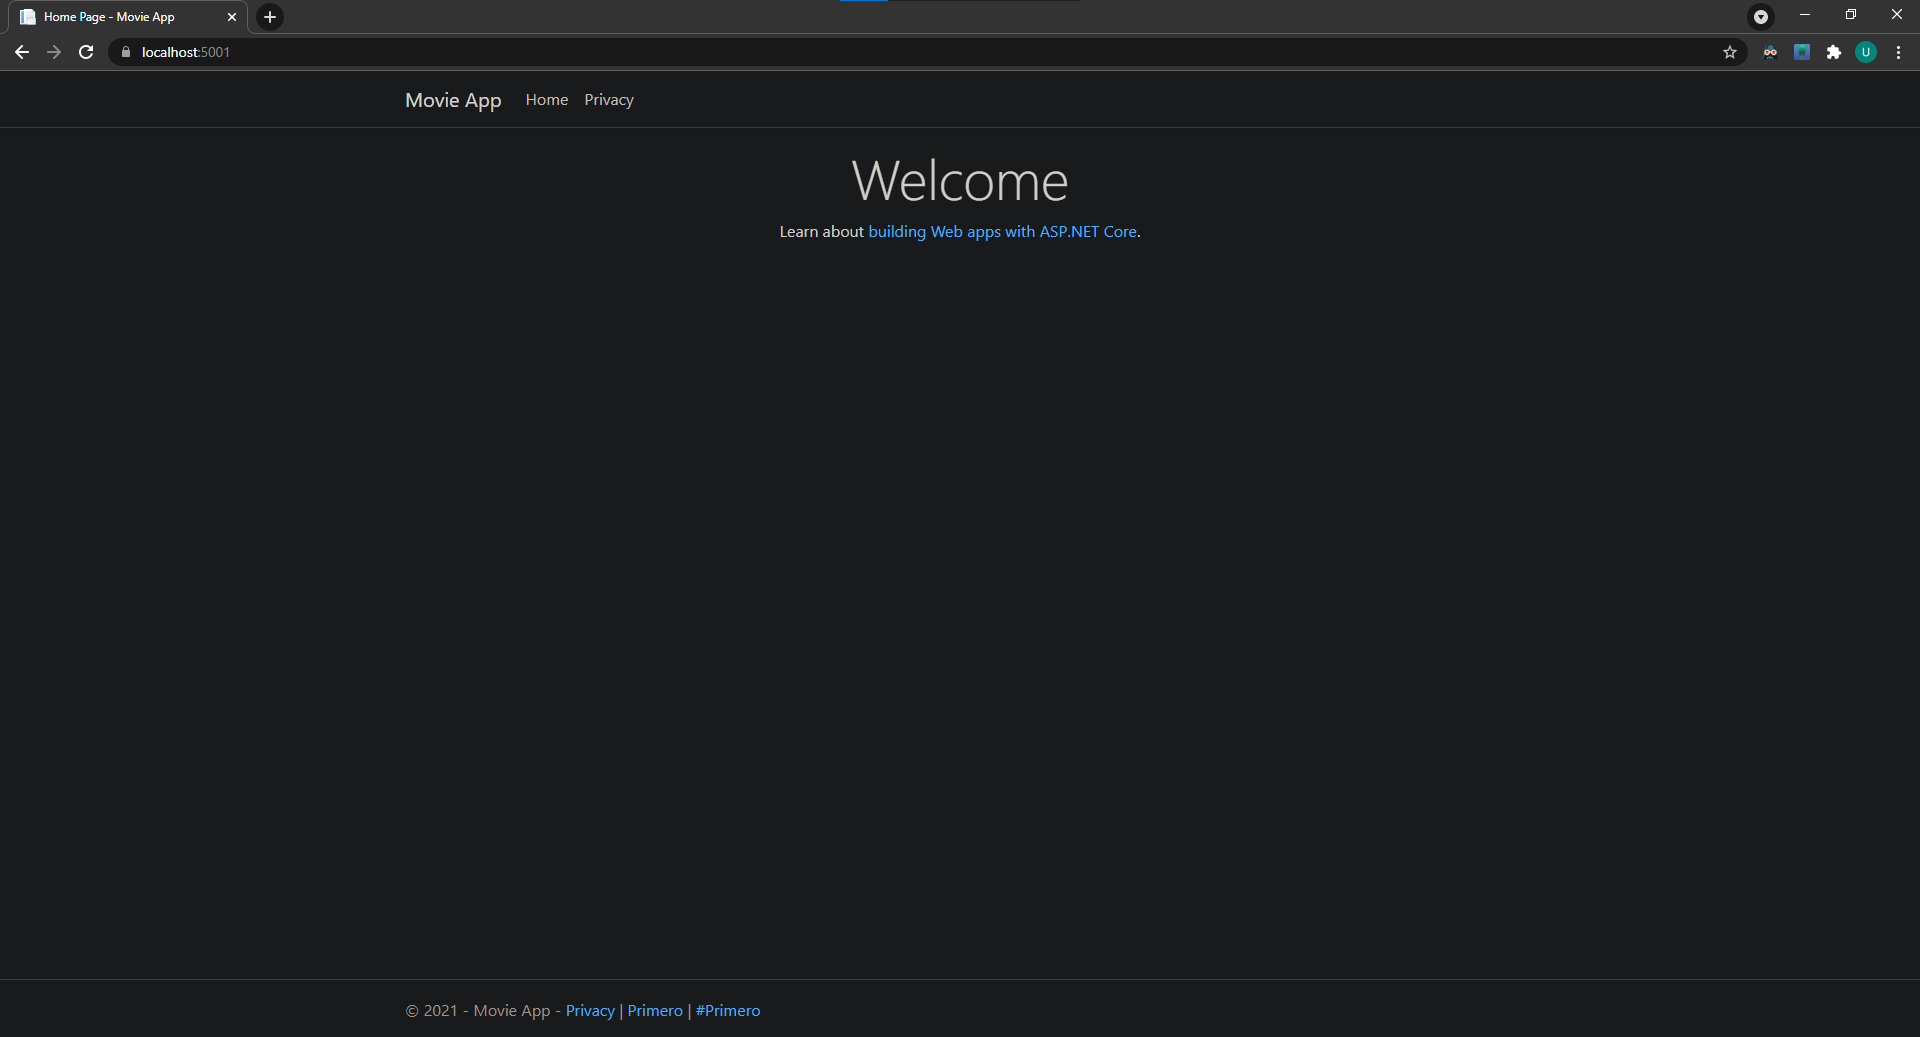 Home Page - Movie App
localhost:5001
U
Movie App Home Privacy
Welcome
Learn about building Web apps with ASP.NET Core.
© 2021 - Movie App - Privacy | Primero | #Primero